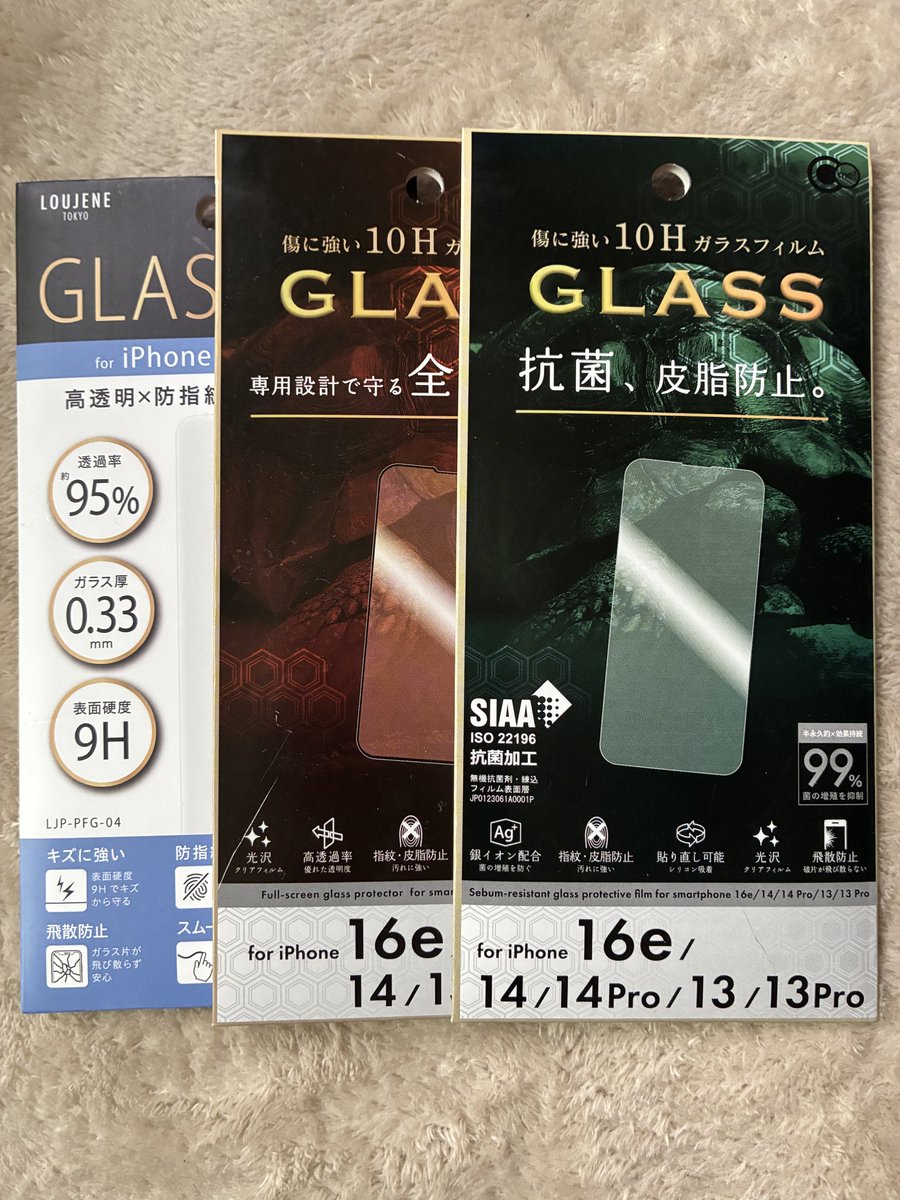 LOUJENE
TOKYO
GLAS
for iPhone
高透明×防指紋
透過率
約95%
ガラス厚
0.33
mm
表面硬度
9H
LJP-PFG-04
キズに強い
表面硬度
9Hでキズ
から守る
防指紋
飛散防止
ガラス片が
飛び散らず
安心
スムー
傷に強い10Hガ
GLA
専用設計で守る全
光沢
クリアフィルム
高透過率
優れた透明度
指紋・皮脂防止
汚れに強い
Full-screen glass protector for smar
for iPhone 16e
14/1
傷に強い10Hガラスフィルム
GLASS
抗菌、皮脂防止。
SIAA
ISO 22196
抗菌加工
無機抗菌剤・練込
フィルム表面層
JP0123061A0001P
半永久的×効果持続
99%
菌の増殖を抑制
Ag+
銀イオン配合
菌の増殖を防ぐ
指紋・皮脂防止
汚れに強い
貼り直し可能
シリコン吸着
光沢
クリアフィルム
飛散防止
破片が飛び散らない
Sebum-resistant glass protective film for smartphone 16e/14/14 Pro/13/13 Pro
for iPhone 16e/
14/14Pro/13/13Pro